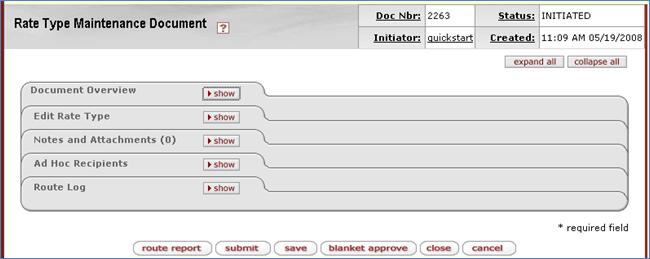 Rate Type Maintenance Document ?
Doc Nbr: 2263 Status: INITIATED
Initiator: quickstart Created: 11:09 AM 05/19/2008
expand all collapse all
Document Overview show
Edit Rate Type show
Notes and Attachments (0) show
Ad Hoc Recipients show
Route Log show
* required field
route report submit save blanket approve close cancel